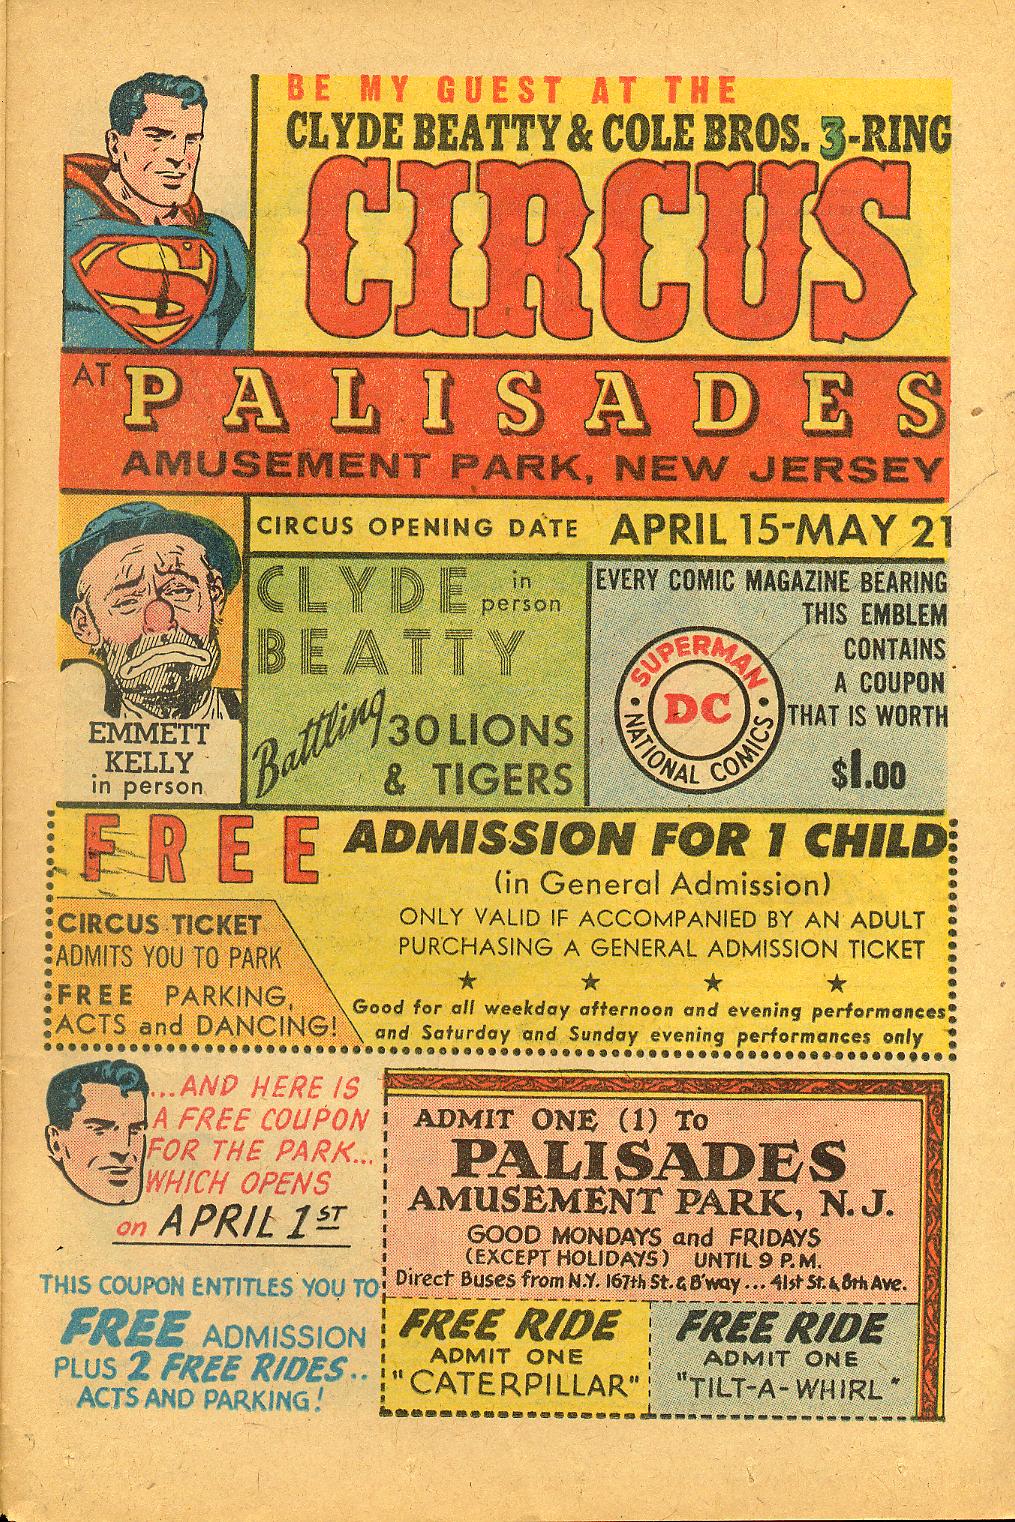 BE MY GUEST AT THE
CLYDE BEATTY & COLE BROS. 3-RING
CIRCUS
AT PALISADES
AMUSEMENT PARK, NEW JERSEY
CIRCUS OPENING DATE APRIL 15-MAY 21
EMMETT
KELLY
in person
CLYDE in person
BEATTY
Battling 30 LIONS
& TIGERS
EVERY COMIC MAGAZINE BEARING
THIS EMBLEM
CONTAINS
A COUPON
THAT IS WORTH
$1.00
SUPERMAN
DC
NATIONAL COMICS
FREE ADMISSION FOR 1 CHILD
(in General Admission)
ONLY VALID IF ACCOMPANIED BY AN ADULT
PURCHASING A GENERAL ADMISSION TICKET
Good for all weekday afternoon and evening performances
and Saturday and Sunday evening performances only
CIRCUS TICKET
ADMITS YOU TO PARK
FREE PARKING,
ACTS and DANCING!
...AND HERE IS
A FREE COUPON
FOR THE PARK...
WHICH OPENS
on APRIL 1ST
THIS COUPON ENTITLES YOU TO
FREE ADMISSION
PLUS 2 FREE RIDES..
ACTS AND PARKING!
ADMIT ONE (1) To
PALISADES
AMUSEMENT PARK, N.J.
GOOD MONDAYS and FRIDAYS
(EXCEPT HOLIDAYS) UNTIL 9 P.M.
Direct Buses from N.Y. 167th St. & B'way... 41st St. & 8th Ave.
FREE RIDE
ADMIT ONE
"CATERPILLAR"
FREE RIDE
ADMIT ONE
"TILT-A-WHIRL"